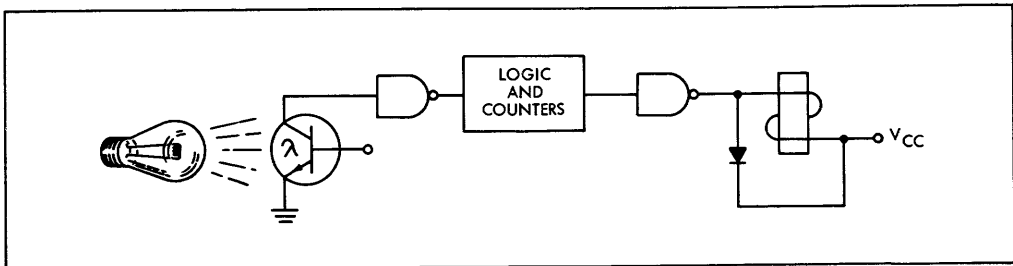 LOGIC
AND
COUNTERS
λ
VCC